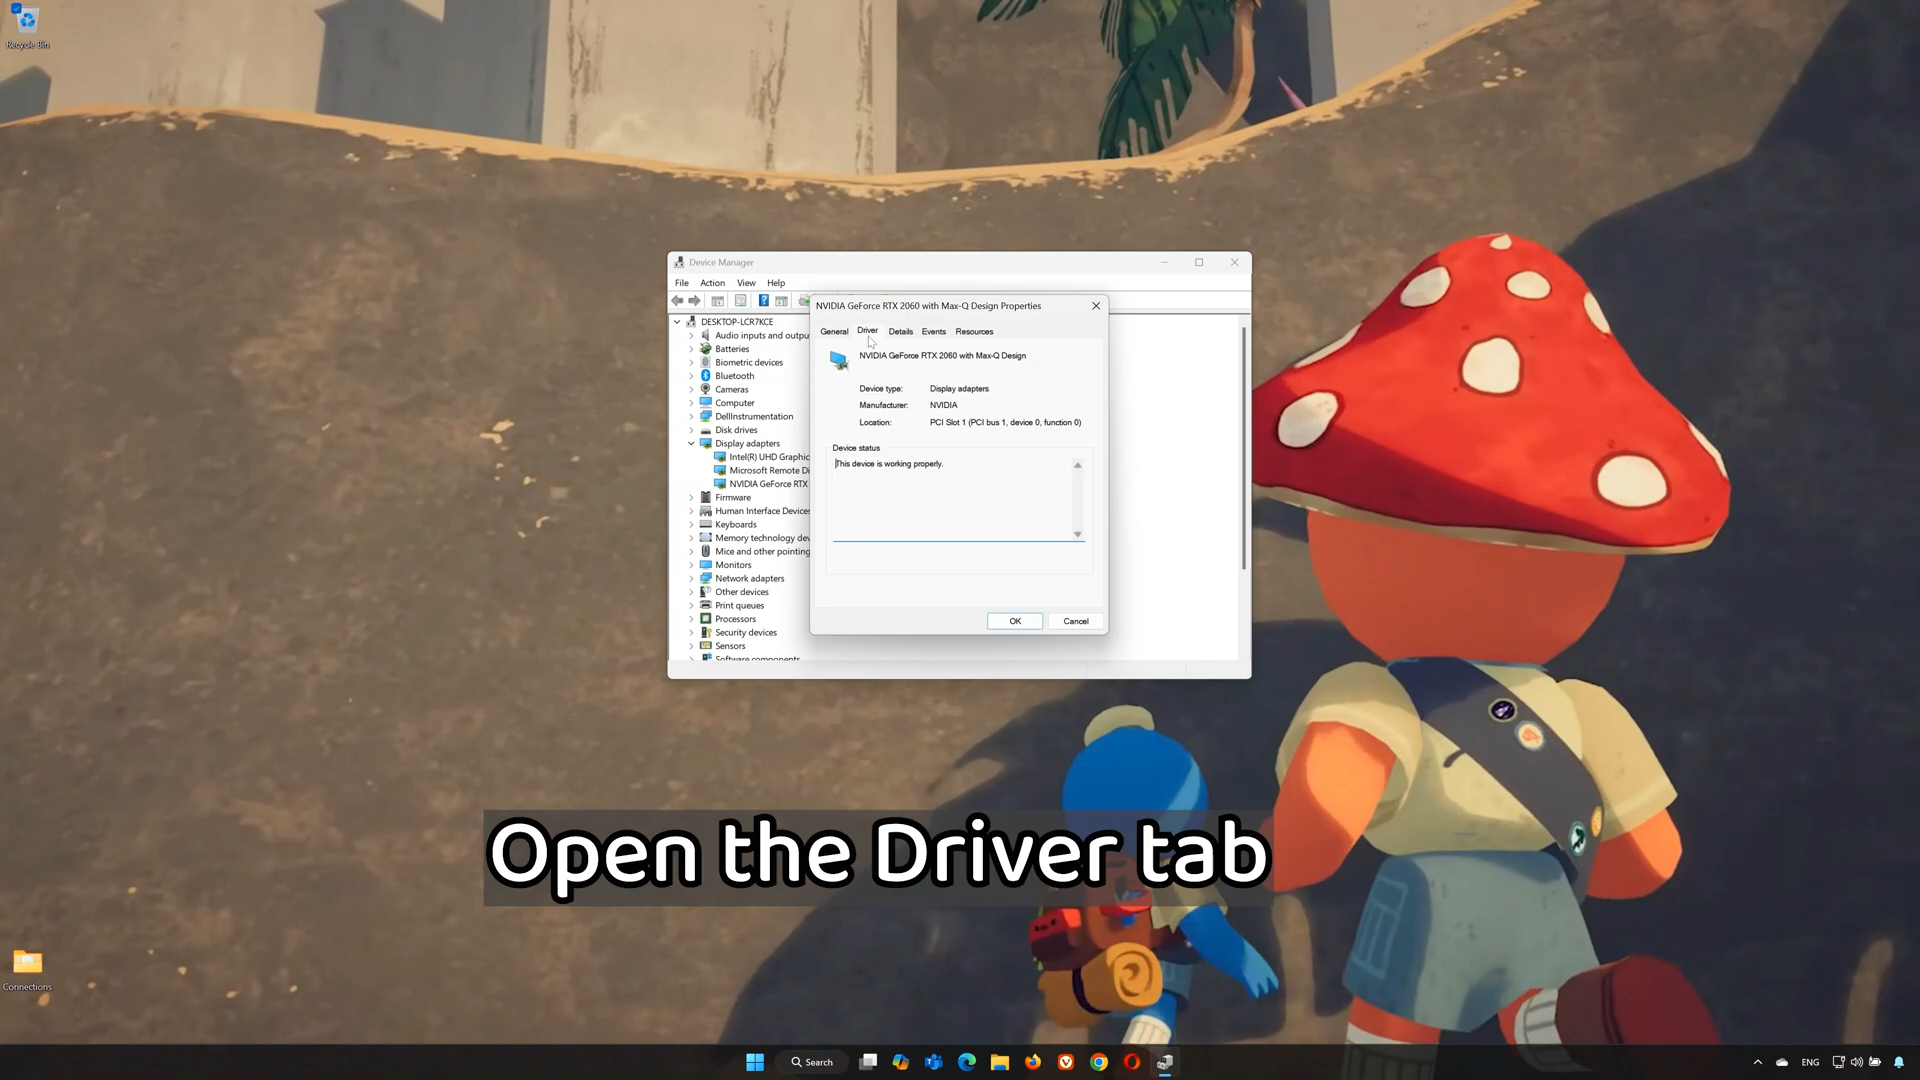 Recycle Bin
Device Manager
File Action View Help
NVIDIA GeForce RTX 2060 with Max-Q Design Properties
General Driver Details Events Resources
NVIDIA GeForce RTX 2060 with Max-Q Design
Device type: Display adapters
Manufacturer: NVIDIA
Location: PCI Slot 1 (PCI bus 1, device 0, function 0)
Device status
This device is working properly.
OK Cancel
DESKTOP-LCR7KCE
Audio inputs and outpu
Batteries
Biometric devices
Bluetooth
Cameras
Computer
DellInstrumentation
Disk drives
Display adapters
Intel(R) UHD Graphic
Microsoft Remote Di
NVIDIA GeForce RTX
Firmware
Human Interface Devices
Keyboards
Memory technology dev
Mice and other pointing
Monitors
Network adapters
Other devices
Print queues
Processors
Security devices
Sensors
Software components
Open the Driver tab
Connections
Search
ENG